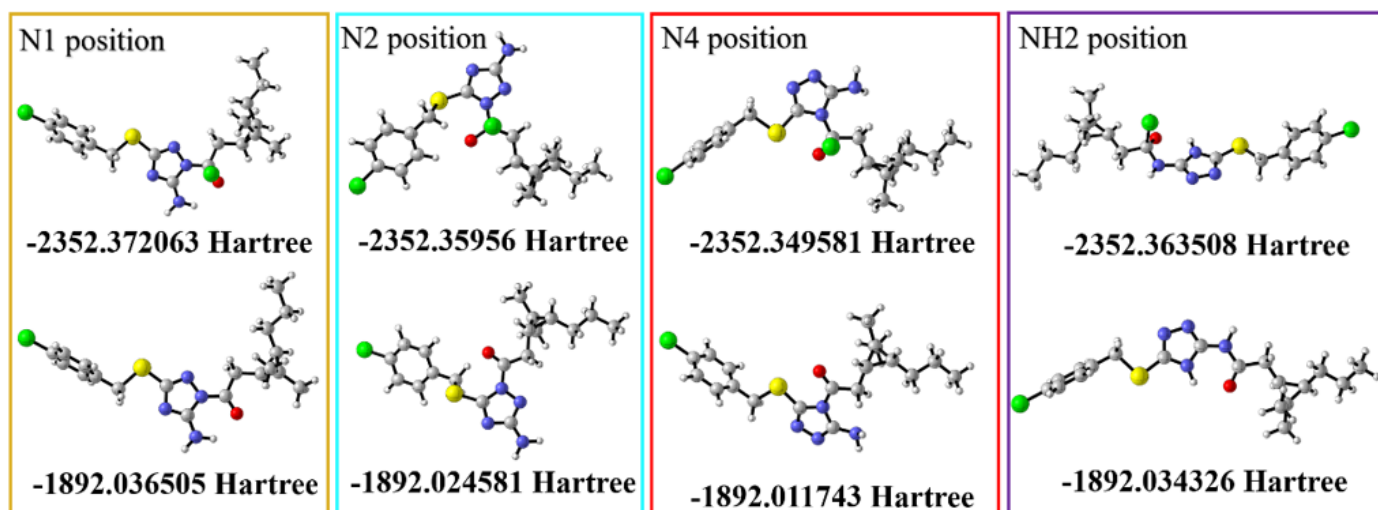 N1 position
N2 position
N4 position
NH2 position
-2352.372063 Hartree
-2352.35956 Hartree
-2352.349581 Hartree
-2352.363508 Hartree
-1892.036505 Hartree
-1892.024581 Hartree
-1892.011743 Hartree
-1892.034326 Hartree